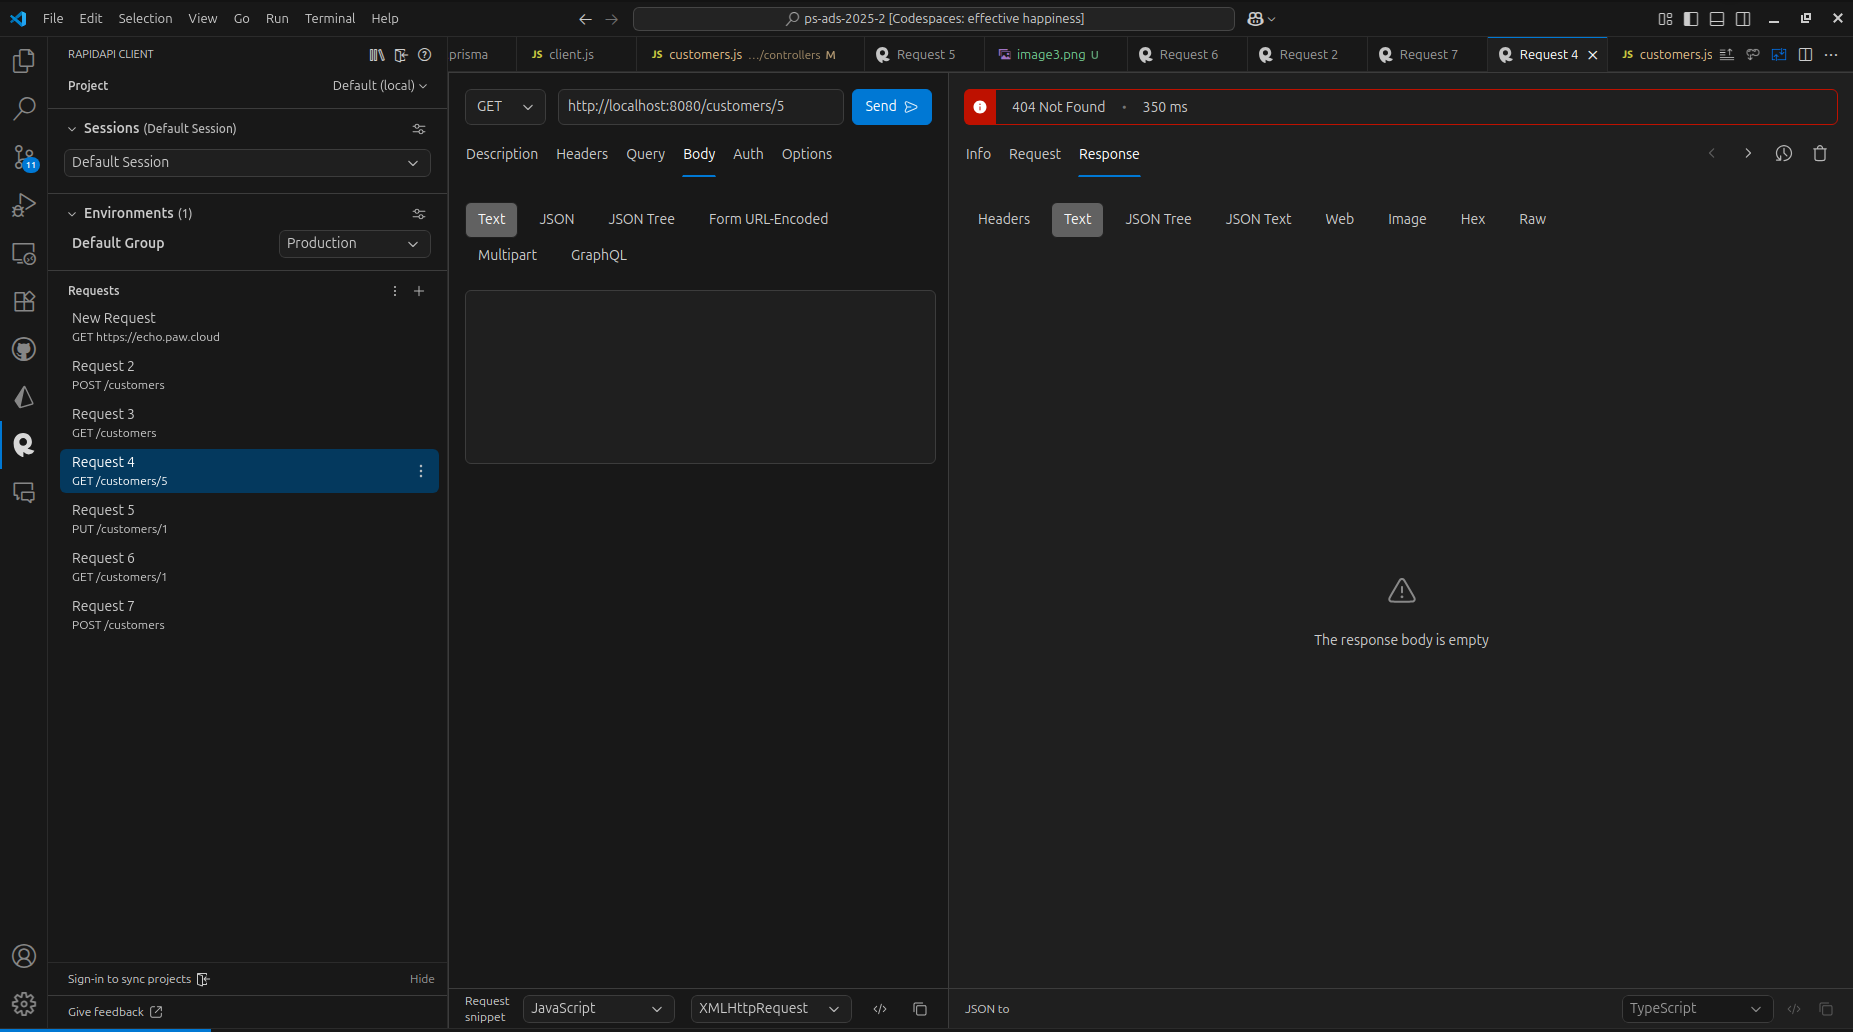 File Edit Selection View Go Run Terminal Help
ps-ads-2025-2 [Codespaces: effective happiness]
RAPIDAPI CLIENT
prisma
JS client.js
JS customers.js .../controllers M
Request 5
image3.png U
Request 6
Request 2
Request 7
Request 4
JS customers.js
Project
Default (local)
Sessions (Default Session)
Default Session
Environments (1)
Default Group
Production
Requests
New Request
GET https://echo.paw.cloud
Request 2
POST /customers
Request 3
GET /customers
Request 4
GET /customers/5
Request 5
PUT /customers/1
Request 6
GET /customers/1
Request 7
POST /customers
11
Sign-in to sync projects
Hide
Give feedback
GET
http://localhost:8080/customers/5
Send
Description Headers Query Body Auth Options
Text JSON JSON Tree Form URL-Encoded
Multipart GraphQL
Request snippet
JavaScript
XMLHttpRequest
404 Not Found • 350 ms
Info Request Response
Headers Text JSON Tree JSON Text Web Image Hex Raw
The response body is empty
JSON to
TypeScript